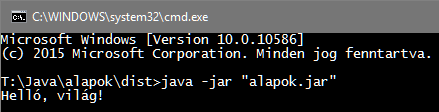 C:\WINDOWS\system32\cmd.exe
Microsoft Windows [Version 10.0.10586]
(c) 2015 Microsoft Corporation. Minden jog fenntartva.
T:\Java\alapok\dist>java -jar "alapok.jar"
Helló, világ!